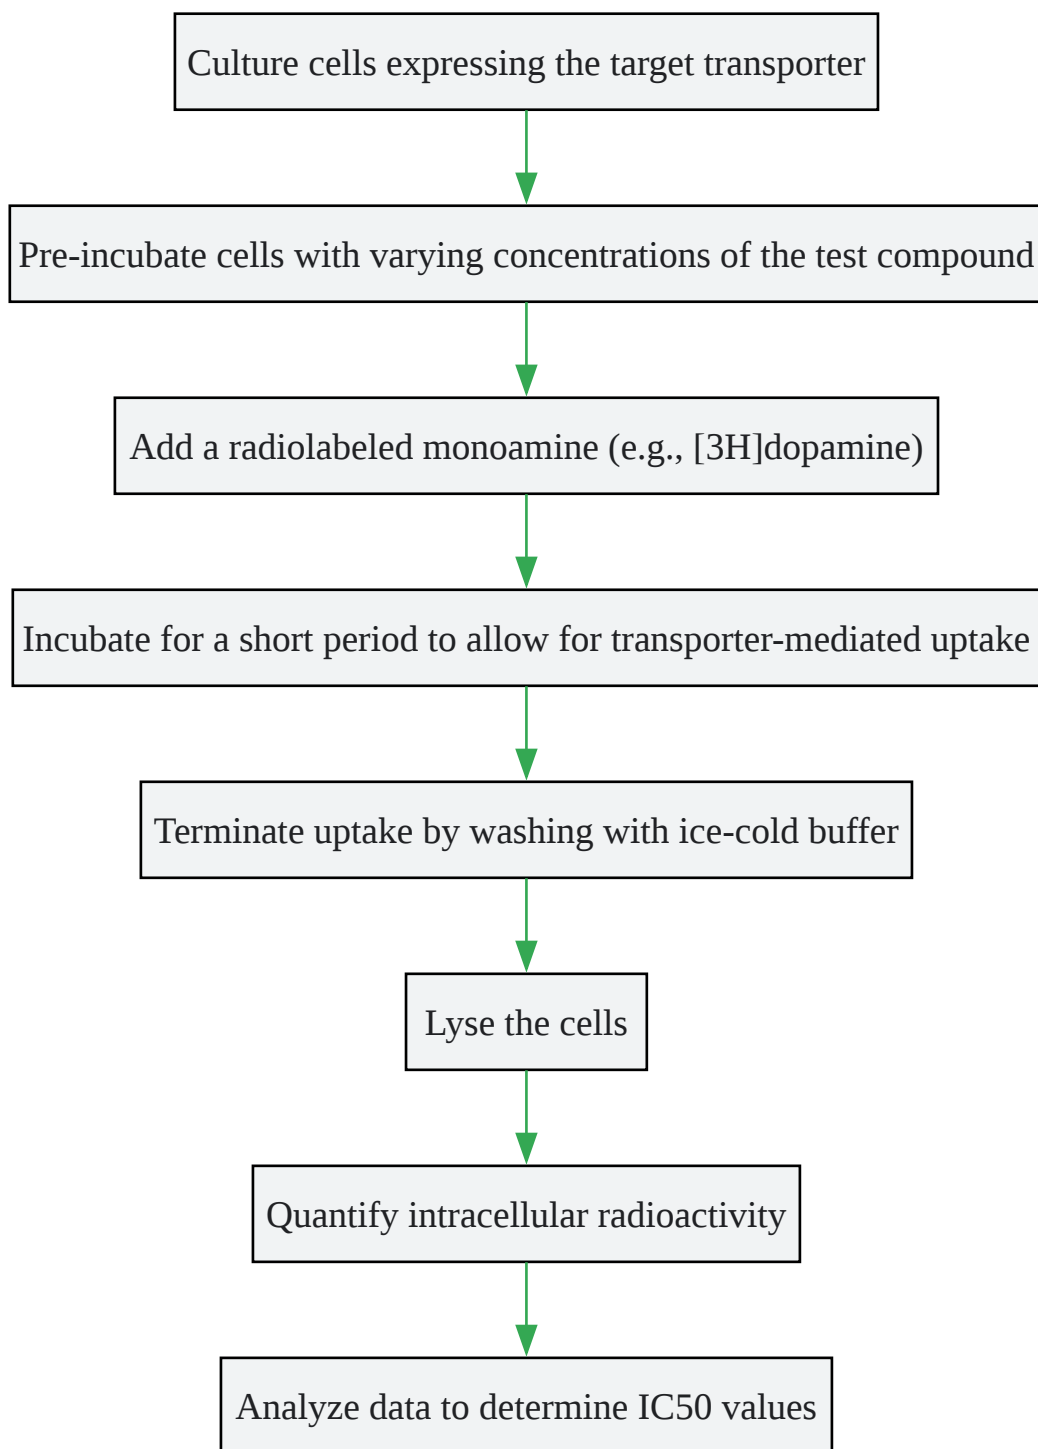 Culture cells expressing the target transporter
Pre-incubate cells with varying concentrations of the test compound
Add a radiolabeled monoamine (e.g., [3H]dopamine)
Incubate for a short period to allow for transporter-mediated uptake
Terminate uptake by washing with ice-cold buffer
Lyse the cells
Quantify intracellular radioactivity
Analyze data to determine IC50 values